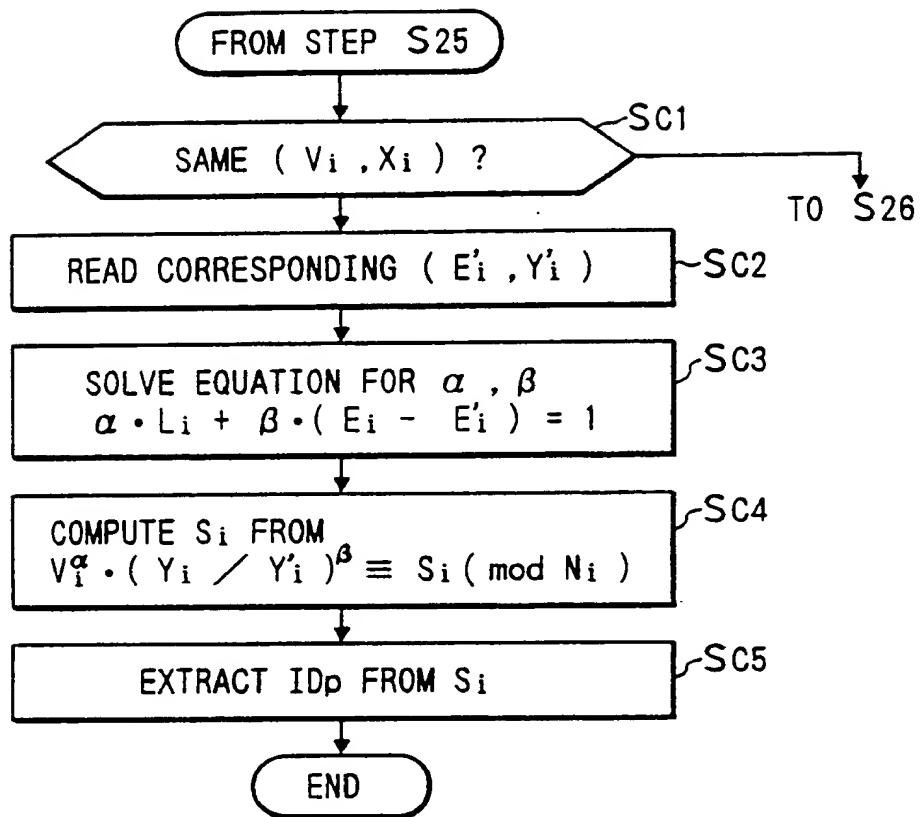 FROM STEP S25
SC1
SAME ( Vi , Xi ) ?
TO S26
READ CORRESPONDING ( E'i , Y'i )
SC2
SOLVE EQUATION FOR α , β
α · Li + β · ( Ei - E'i ) = 1
SC3
COMPUTE Si FROM
Vi^α · ( Yi / Y'i )^β ≡ Si ( mod Ni )
SC4
EXTRACT IDp FROM Si
SC5
END